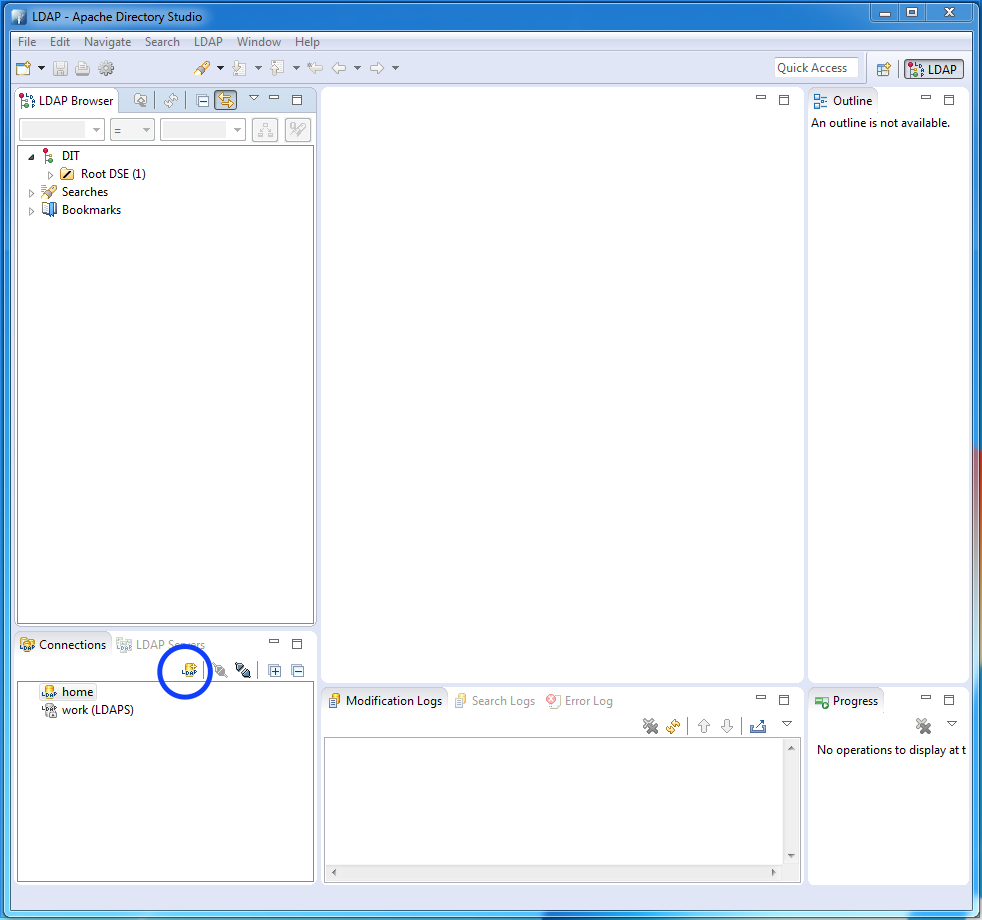 LDAP - Apache Directory Studio
File Edit Navigate Search LDAP Window Help
Quick Access
LDAP
LDAP Browser
=
DIT
Root DSE (1)
Searches
Bookmarks
Outline
An outline is not available.
Connections LDAP Servers
LDAP
home
work (LDAPS)
Modification Logs Search Logs Error Log
Progress
No operations to display at t